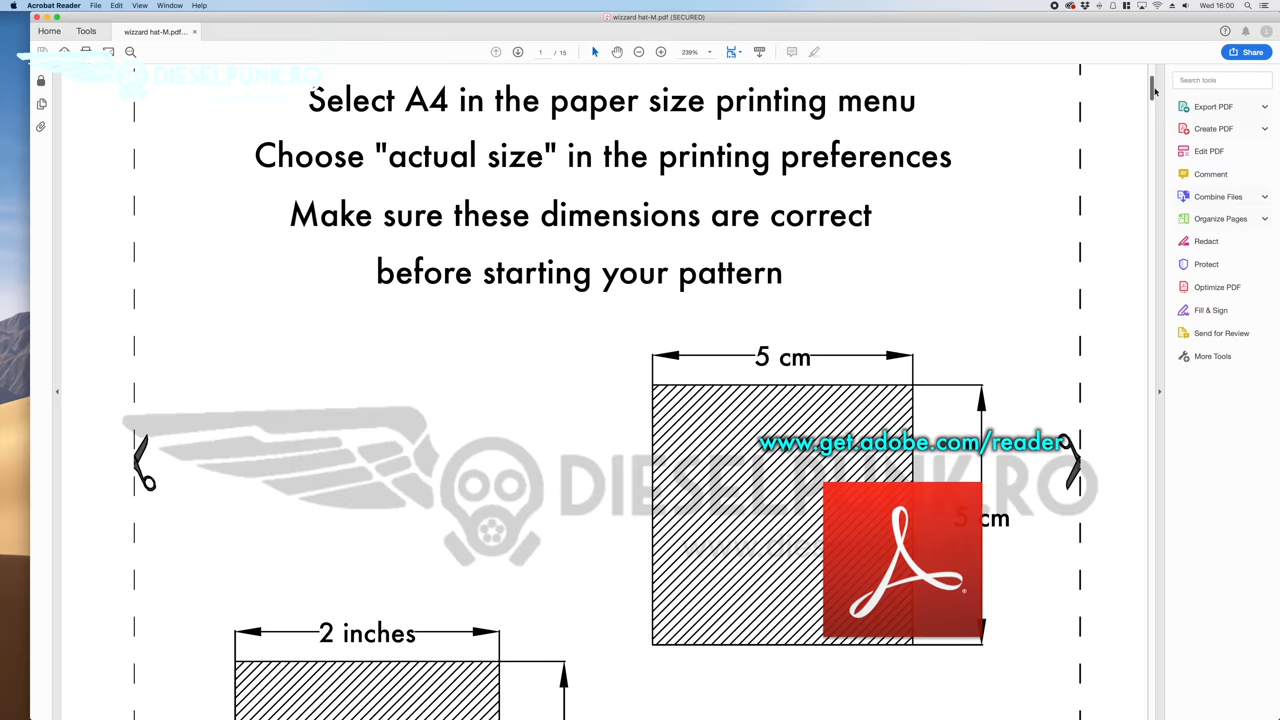 Acrobat Reader File Edit View Window Help
Wed 16:00
wizzard hat-M.pdf (SECURED)
Home Tools wizzard hat-M.pdf... ×
1 / 15
239%
Share
DIESELPUNK.RO
Search tools
Select A4 in the paper size printing menu
Choose "actual size" in the printing preferences
Make sure these dimensions are correct
before starting your pattern
Export PDF
Create PDF
Edit PDF
Comment
Combine Files
Organize Pages
Redact
Protect
Optimize PDF
Fill & Sign
Send for Review
More Tools
5 cm
www.get.adobe.com/reader
DIESELPUNK.RO
5 cm
2 inches